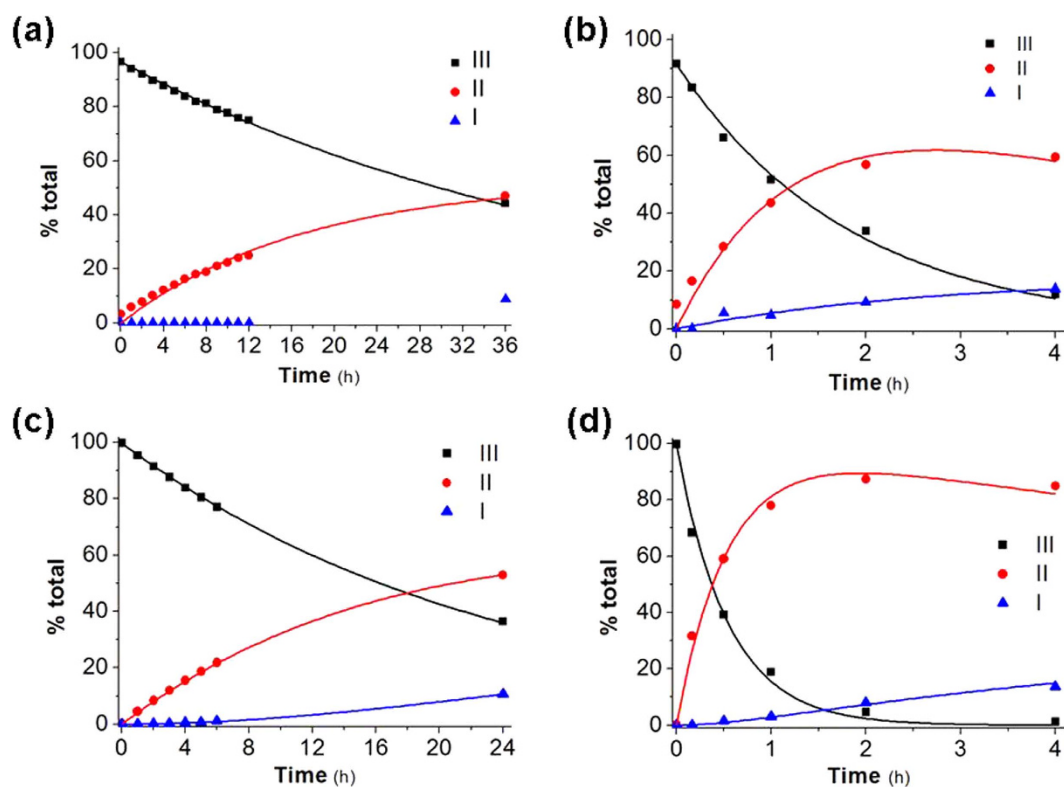 (a)
100
80
60
40
20
0
% total
III
II
I
0 4 8 12 16 20 24 28 32 36
Time (h)
(b)
100
80
60
40
20
0
% total
III
II
I
0 1 2 3 4
Time (h)
(c)
100
80
60
40
20
0
% total
III
II
I
0 4 8 12 16 20 24
Time (h)
(d)
100
80
60
40
20
0
% total
III
II
I
0 1 2 3 4
Time (h)